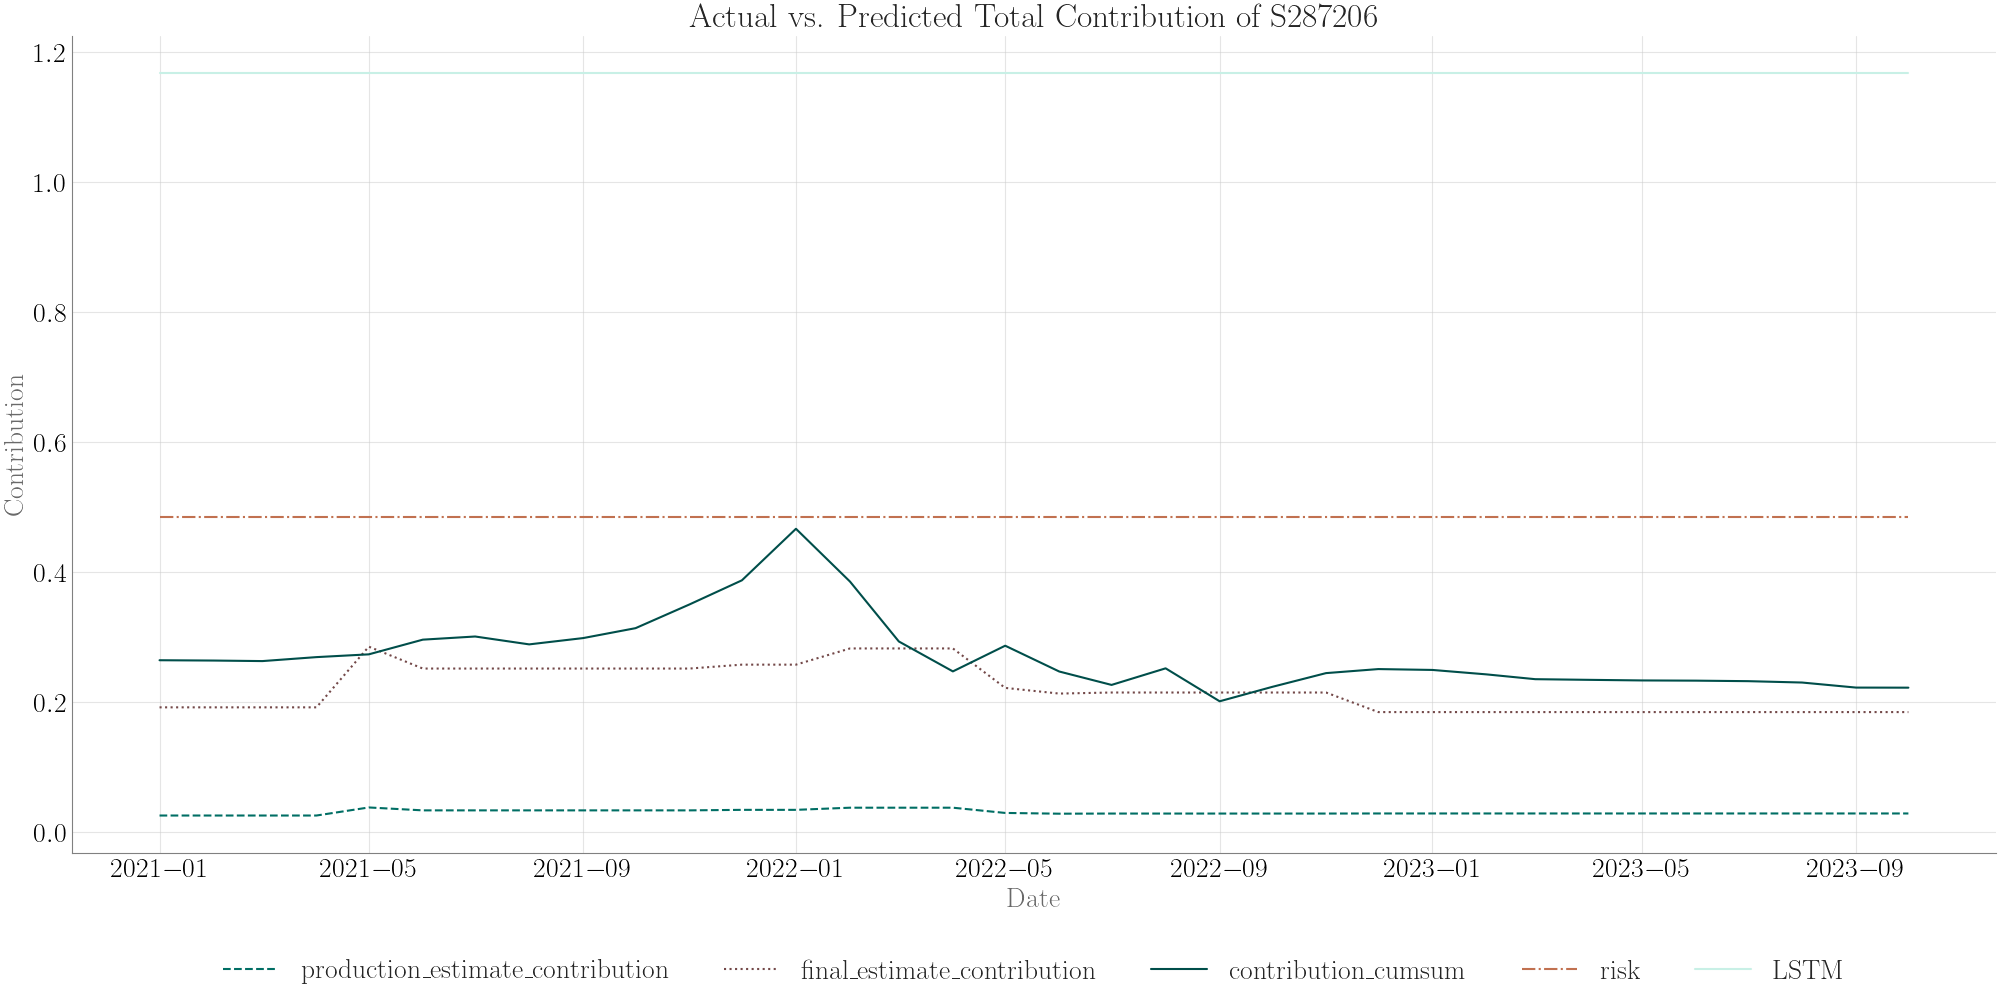 Actual vs. Predicted Total Contribution of S287206
1.2
1.0
0.8
0.6
0.4
0.2
0.0
Contribution
2021−01 2021−05 2021−09 2022−01 2022−05 2022−09 2023−01 2023−05 2023−09
Date
production_estimate_contribution final_estimate_contribution contribution_cumsum risk LSTM